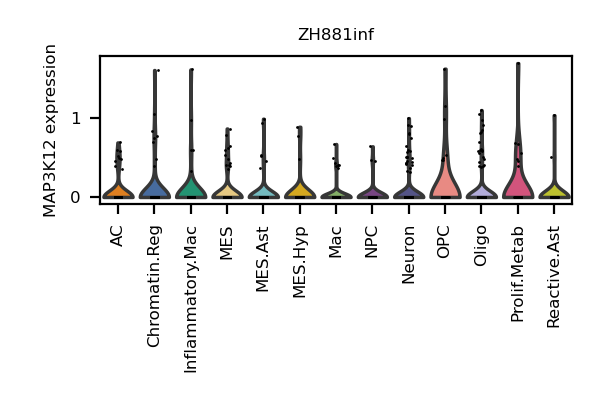 ZH881inf
MAP3K12 expression
1
0
AC
Chromatin.Reg
Inflammatory.Mac
MES
MES.Ast
MES.Hyp
Mac
NPC
Neuron
OPC
Oligo
Prolif.Metab
Reactive.Ast